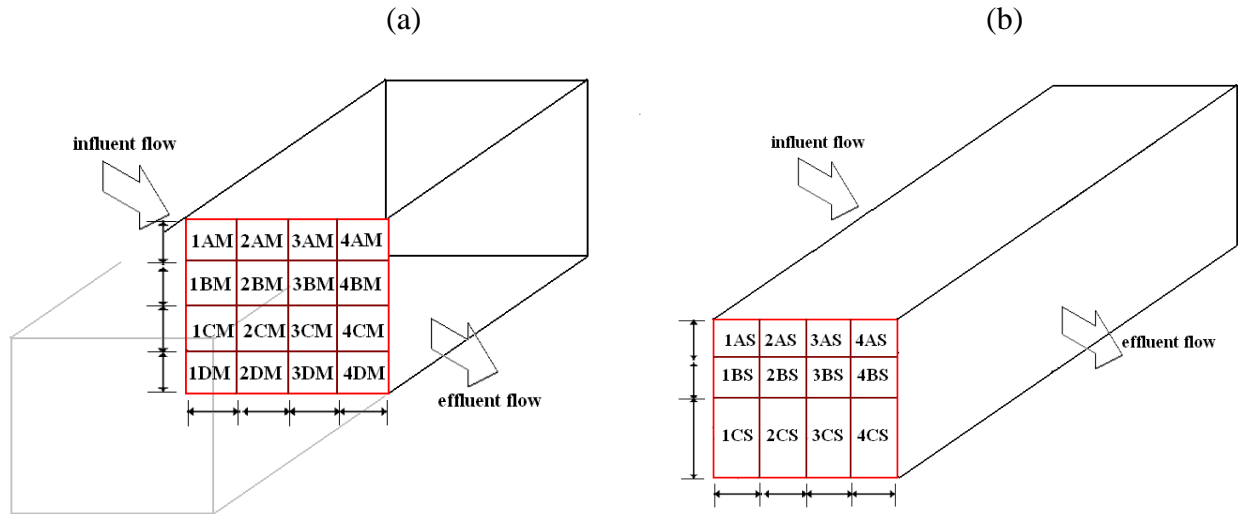 (a)
(b)
influent flow
1AM 2AM 3AM 4AM
1BM 2BM 3BM 4BM
1CM 2CM 3CM 4CM
1DM 2DM 3DM 4DM
effluent flow
influent flow
1AS 2AS 3AS 4AS
1BS 2BS 3BS 4BS
1CS 2CS 3CS 4CS
effluent flow